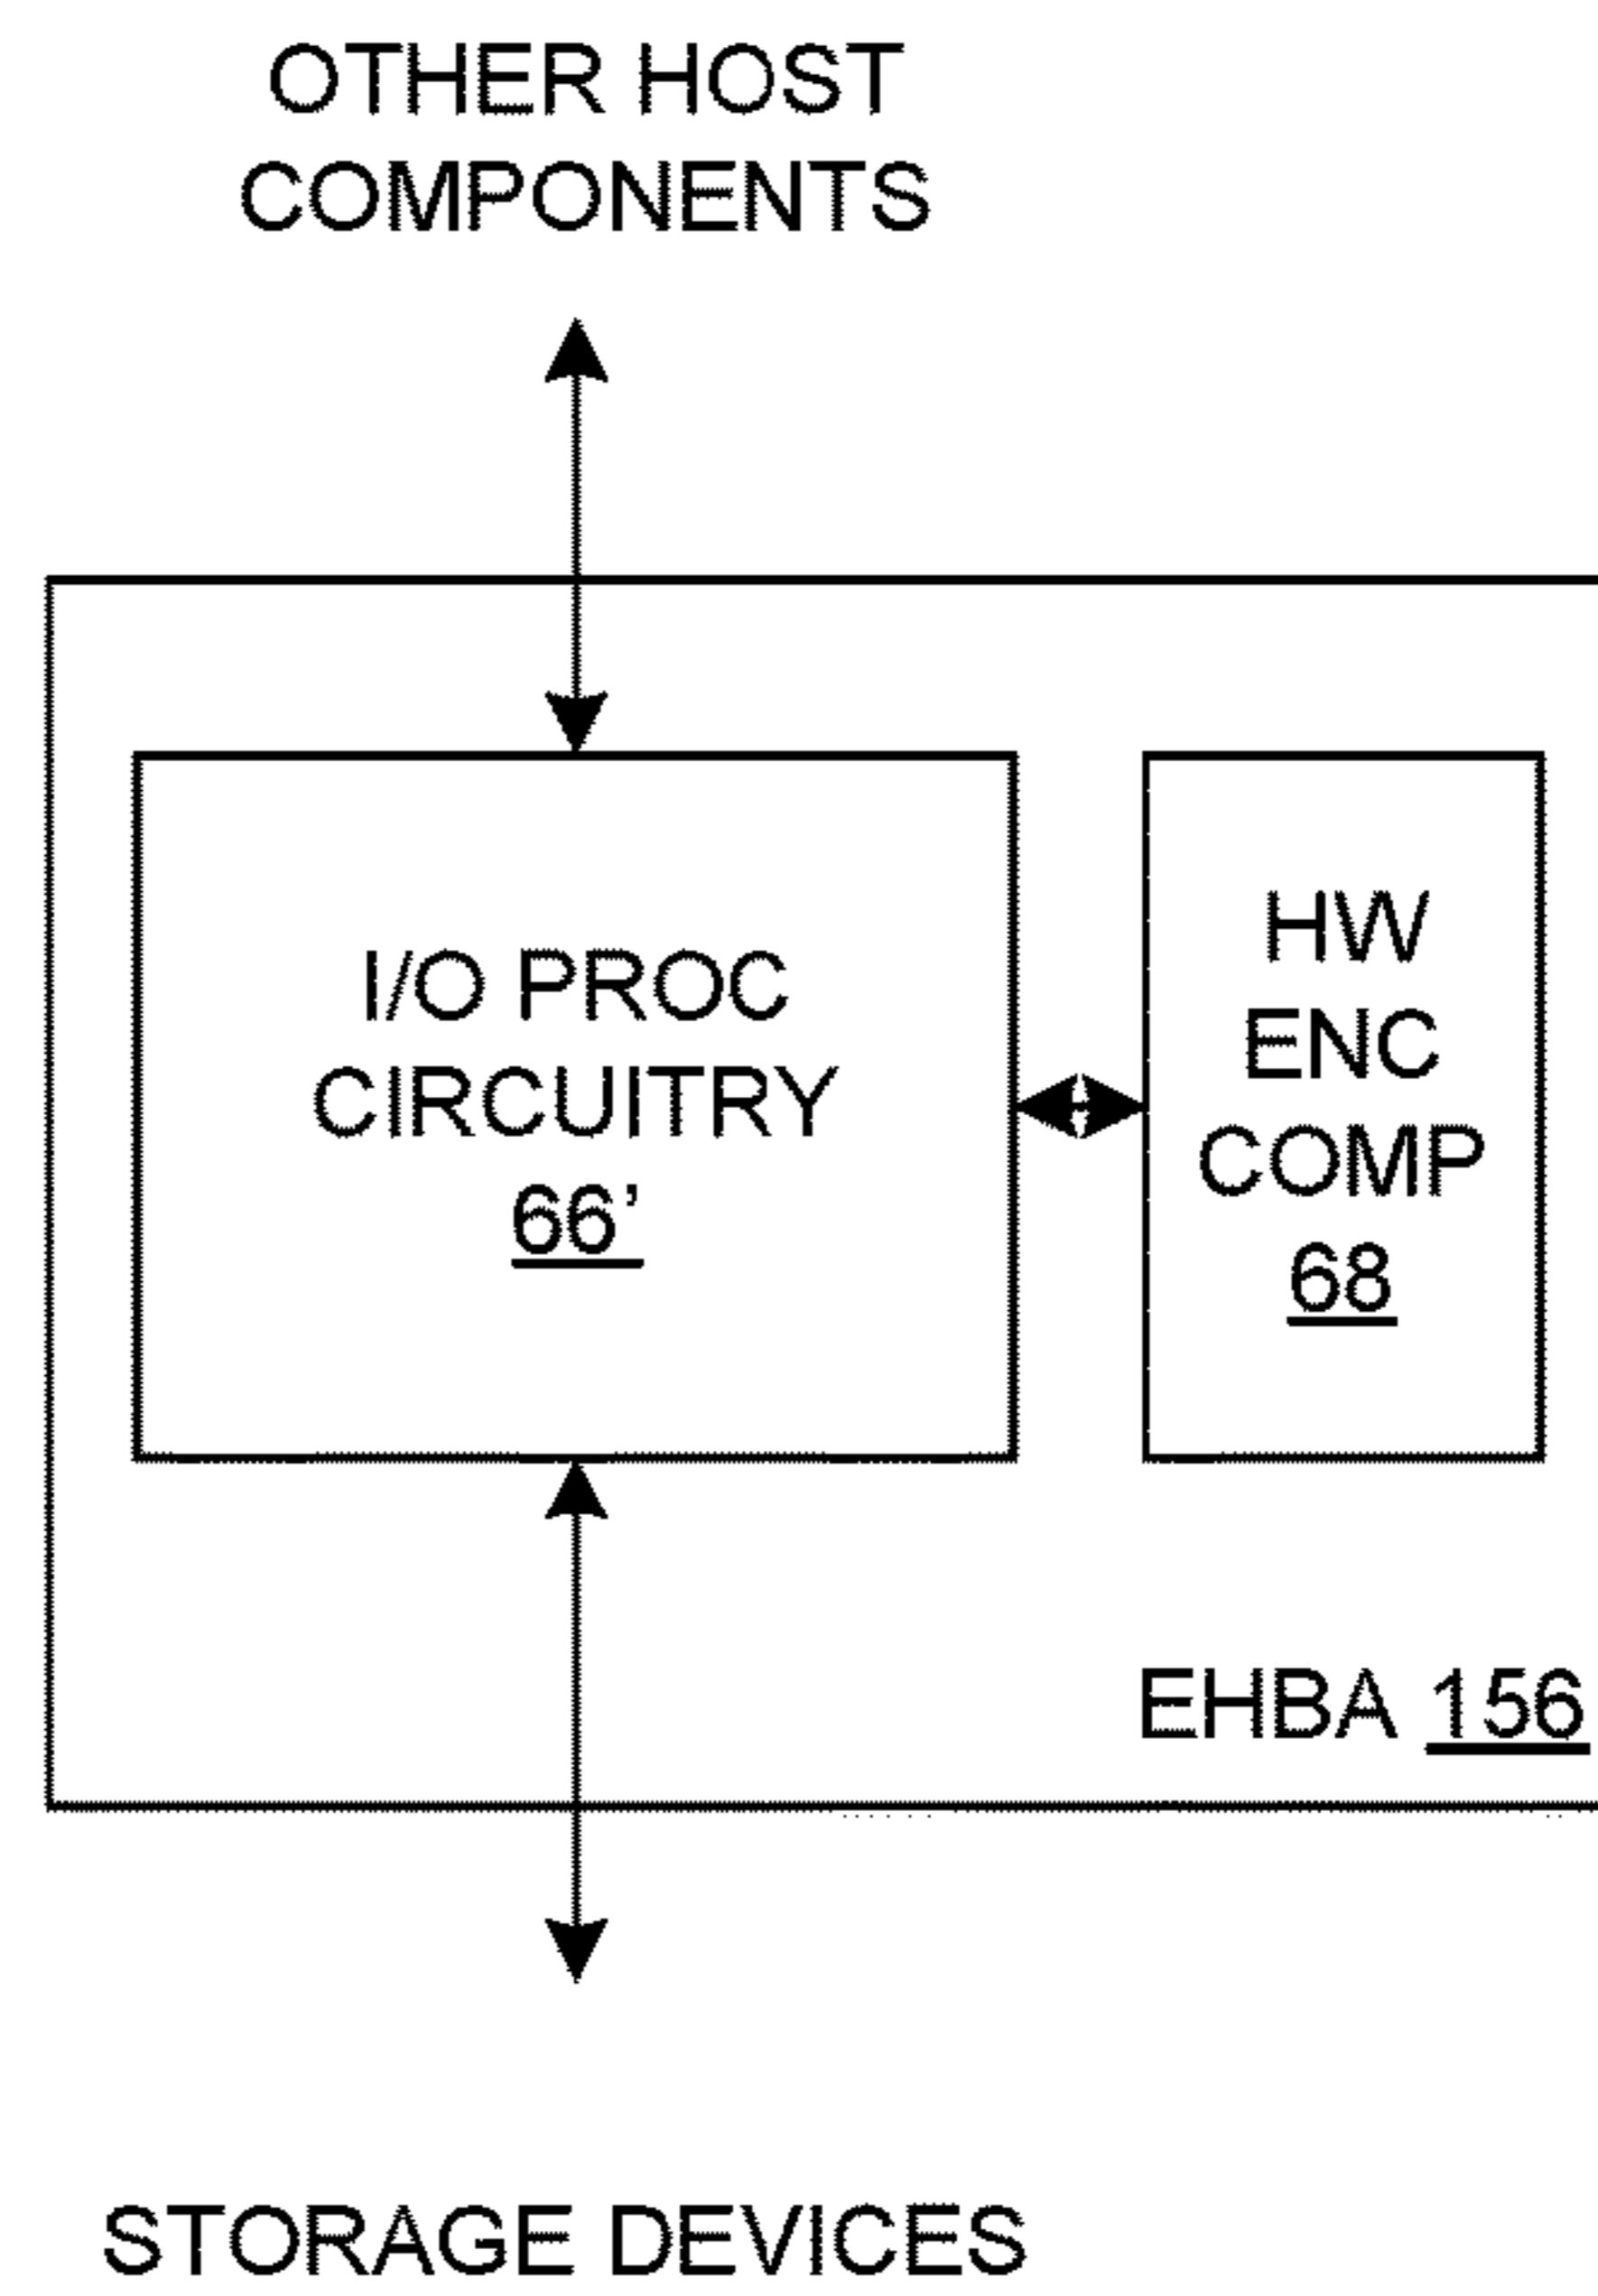 OTHER HOST
COMPONENTS
I/O PROC
CIRCUITRY
66’
HW
ENC
COMP
68
EHBA 156
STORAGE DEVICES